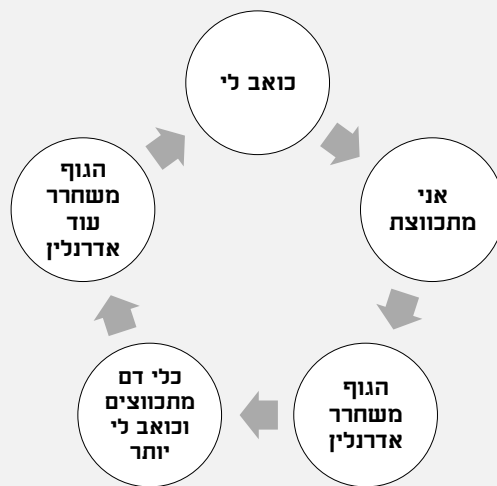 כואב לי
אני
מתכווצת
הגוף
משחרר
אדרנלין
כלי דם
מתכווצים
וכואב לי
יותר
הגוף
משחרר
עוד
אדרנלין